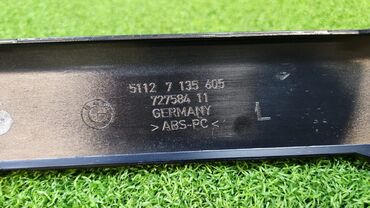 5112 7 135 605
727584 11
GERMANY
>ABS-PC<
L